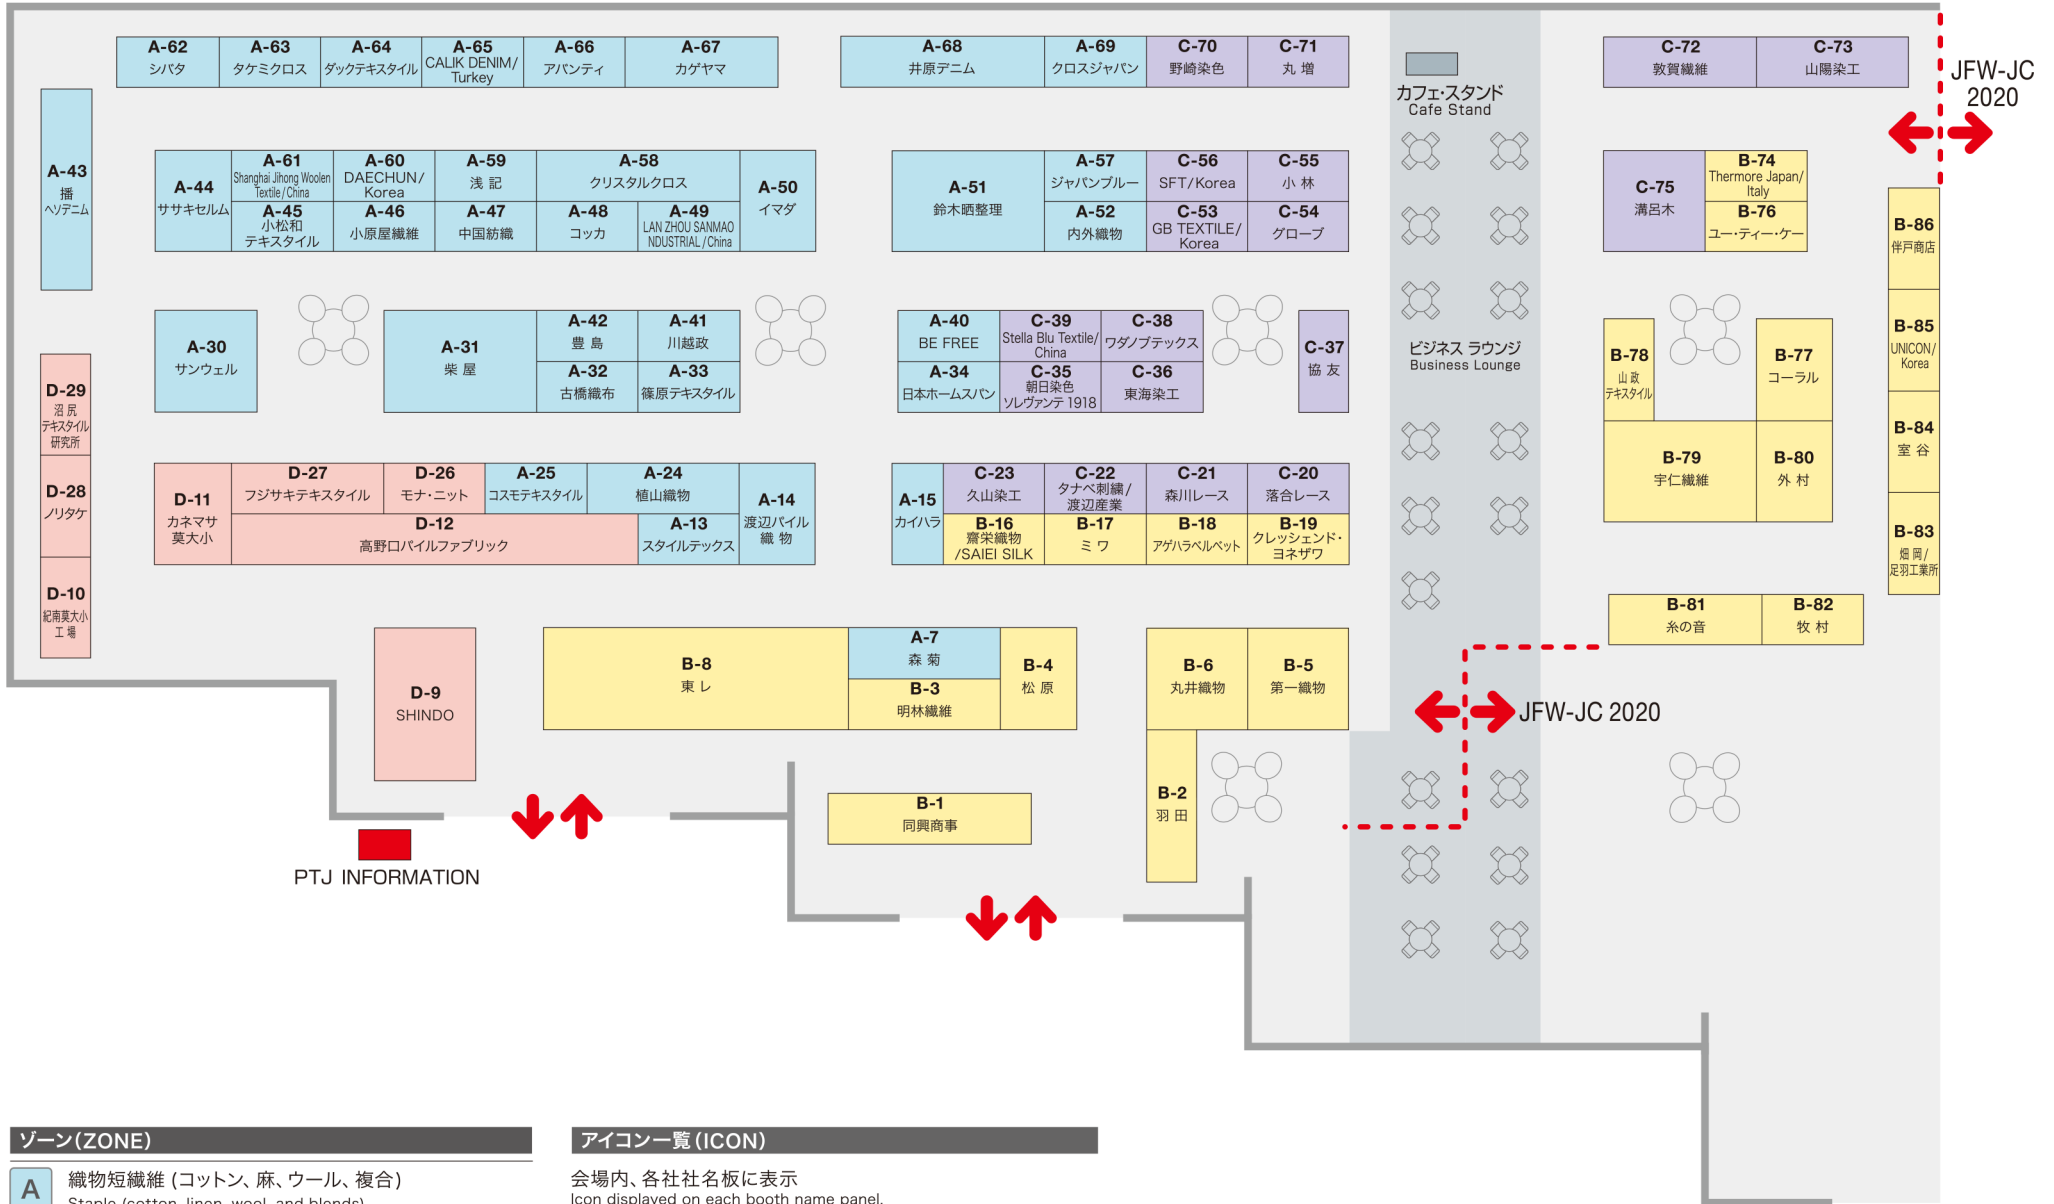 A-62
シバタ
A-63
タケミクロス
A-64
ダックテキスタイル
A-65
CALIK DENIM/
Turkey
A-66
アバンティ
A-67
カゲヤマ
A-68
井原デニム
A-69
クロスジャパン
C-70
野崎染色
C-71
丸 増
カフェ・スタンド
Cafe Stand
C-72
敦賀繊維
C-73
山陽染工
JFW-JC
2020
A-43
播
ヘソデニム
A-44
ササキセルム
A-61
Shanghai Jihong Woolen
Textile/China
A-60
DAECHUN/
Korea
A-59
浅 記
A-58
クリスタルクロス
A-50
イマダ
A-45
小松和
テキスタイル
A-46
小原屋繊維
A-47
中国紡織
A-48
コッカ
A-49
LAN ZHOU SANMAO
NDUSTRIAL/China
A-51
鈴木晒整理
A-57
ジャパンブルー
C-56
SFT/Korea
C-55
小 林
A-52
内外織物
C-53
GB TEXTILE/
Korea
C-54
グローブ
C-75
溝呂木
B-74
Thermore Japan/
Italy
B-76
ユー・ティー・ケー
B-86
伴戸商店
A-30
サンウェル
A-31
柴 屋
A-42
豊 島
A-41
川越政
A-32
古橋織布
A-33
篠原テキスタイル
A-40
BE FREE
C-39
Stella Blu Textile/
China
C-38
ワダノブテックス
A-34
日本ホームスパン
C-35
朝日染色
ソレヴァンテ 1918
C-36
東海染工
C-37
協 友
ビジネス ラウンジ
Business Lounge
B-78
山 政
テキスタイル
B-77
コーラル
B-85
UNICON/
Korea
D-29
沼 尻
テキスタイル
研究所
D-28
ノリタケ
D-10
紀南莫大小
工 場
D-11
カネマサ
莫大小
D-27
フジサキテキスタイル
D-26
モナ・ニット
A-25
コスモテキスタイル
A-24
植山織物
A-14
渡辺パイル
織 物
D-12
高野口パイルファブリック
A-13
スタイルテックス
A-15
カイハラ
C-23
久山染工
C-22
タナベ刺繍/
渡辺産業
C-21
森川レース
C-20
落合レース
B-16
齋栄織物
/SAIEI SILK
B-17
ミ ワ
B-18
アゲハラベルベット
B-19
クレッシェンド・
ヨネザワ
B-79
宇仁繊維
B-80
外 村
B-84
室 谷
B-83
畑 岡/
足羽工業所
B-81
糸の音
B-82
牧 村
D-9
SHINDO
B-8
東 レ
A-7
森 菊
B-3
明林繊維
B-4
松 原
B-6
丸井織物
B-5
第一織物
JFW-JC 2020
B-2
羽 田
B-1
同興商事
PTJ INFORMATION
ゾーン(ZONE)
A
織物短繊維 (コットン、麻、ウール、複合)
Staple (cotton, linen, wool, and blends)
アイコン一覧(ICON)
会場内、各社社名板に表示
Icon displayed on each booth name panel.